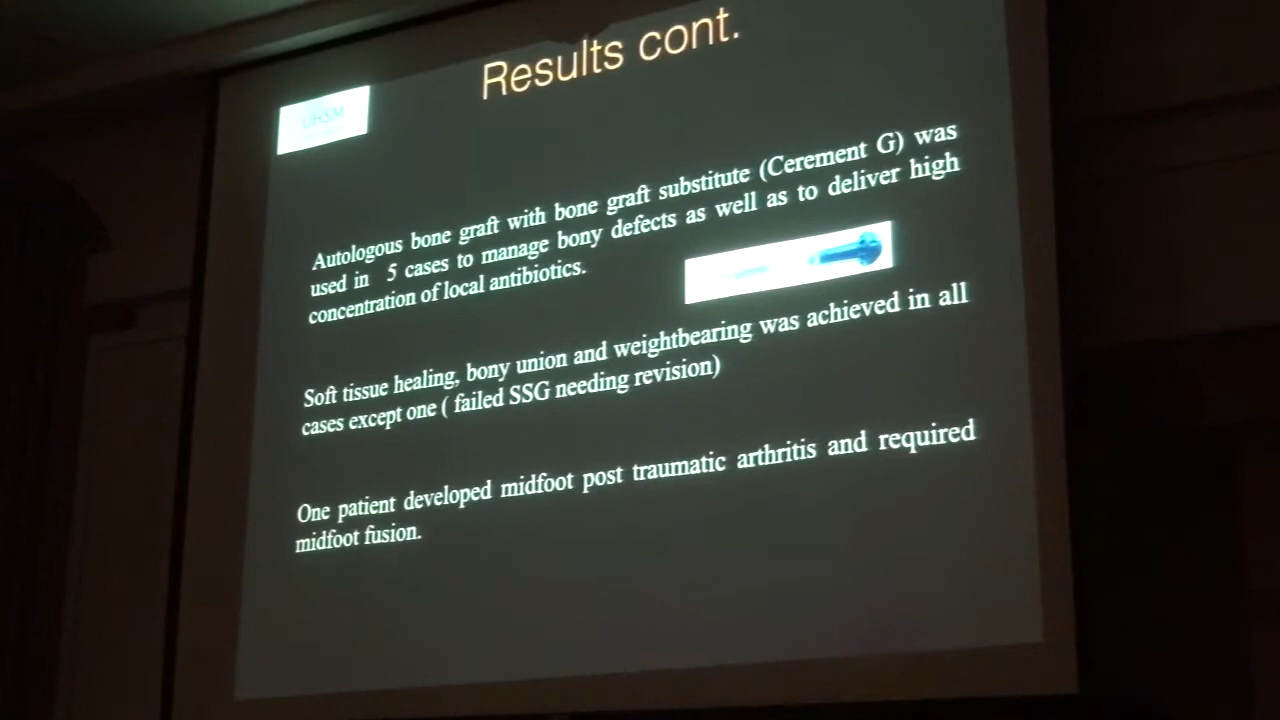 Results cont.
UHSM
Autologous bone graft with bone graft substitute (Cerement G) was
used in 5 cases to manage bony defects as well as to deliver high
concentration of local antibiotics.
Soft tissue healing, bony union and weightbearing was achieved in all
cases except one ( failed SSG needing revision)
One patient developed midfoot post traumatic arthritis and required
midfoot fusion.